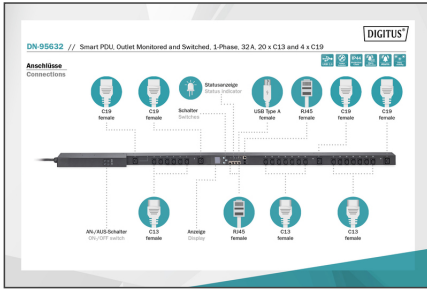 DIGITUS®
DN-95632 // Smart PDU, Outlet Monitored and Switched, 1-Phase, 32 A, 20 x C13 and 4 x C19
Anschlüsse
Connections
C19
female
C19
female
Statusanzeige
Status indicator
Schalter
Switches
USB Type A
female
RJ45
female
C19
female
C19
female
AN-/AUS-Schalter
ON-/OFF switch
C13
female
Anzeige
Display
RJ45
female
C13
female
C13
female